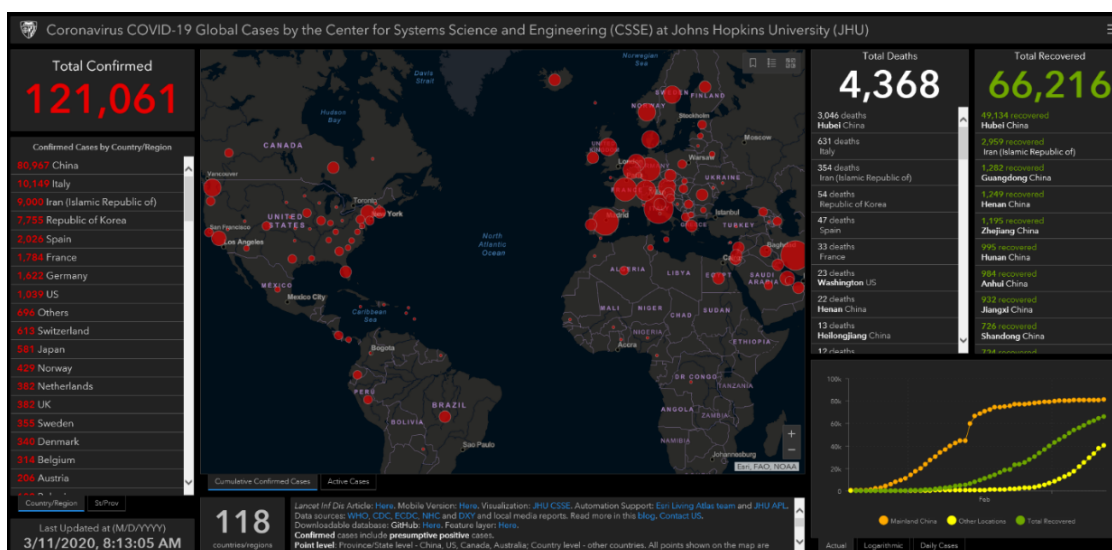 Coronavirus COVID-19 Global Cases by the Center for Systems Science and Engineering (CSSE) at Johns Hopkins University (JHU)
Total Confirmed
121,061
Confirmed Cases by Country/Region
80,967 China
10,149 Italy
9,000 Iran (Islamic Republic of)
7,755 Republic of Korea
2,026 Spain
1,784 France
1,622 Germany
1,039 US
696 Others
613 Switzerland
581 Japan
429 Norway
382 Netherlands
382 UK
355 Sweden
340 Denmark
314 Belgium
206 Austria
Country/Region
St/Prov
Last Updated at (M/D/YYYY)
3/11/2020, 8:13:05 AM
Norwegian
Sea
Davis
Strait
Hudson
Bay
SWEDEN
FINLAND
NORWAY
Stockholm
Moscow
CANADA
Vancouver
Warsaw
UKRAINE
FRANCE
Toronto
New York
UNITED
STATES
San Francisco
Los Angeles
Madrid
Istanbul
TURKEY
North
Atlantic
Ocean
Baghdad
Cairo
ALGERIA
LIBYA
EGYPT
SAUDI
ARABIA
MÉXICO
Mexico City
Caribbean
Sea
MALI
NIGER
CHAD
SUDAN
NIGERIA
ETHIOPIA
Accra
Bogota
DR CONGO
TANZANIA
PERU
BRAZIL
BOLIVIA
ANGOLA
ZAMBIA
NAMIBIA
Sao Paulo
Johannesburg
+
−
Esri, FAO, NOAA
Cumulative Confirmed Cases
Active Cases
118
countries/regions
Lancet Inf Dis Article: Here. Mobile Version: Here. Visualization: JHU CSSE. Automation Support: Esri Living Atlas team and JHU APL.
Data sources: WHO, CDC, ECDC, NHC and DXY and local media reports. Read more in this blog. Contact US.
Downloadable database: GitHub: Here. Feature layer: Here.
Confirmed cases include presumptive positive cases.
Point level: Province/State level - China, US, Canada, Australia; Country level - other countries. All points shown on the map are
Total Deaths
4,368
3,046 deaths
Hubei China
631 deaths
Italy
354 deaths
Iran (Islamic Republic of)
54 deaths
Republic of Korea
47 deaths
Spain
33 deaths
France
23 deaths
Washington US
22 deaths
Henan China
13 deaths
Heilongjiang China
12 deaths
Total Recovered
66,216
49,134 recovered
Hubei China
2,959 recovered
Iran (Islamic Republic of)
1,282 recovered
Guangdong China
1,249 recovered
Henan China
1,195 recovered
Zhejiang China
995 recovered
Hunan China
984 recovered
Anhui China
932 recovered
Jiangxi China
726 recovered
Shandong China
100k
80k
60k
40k
20k
0
Feb
Mainland China
Other Locations
Total Recovered
Actual
Logarithmic
Daily Cases